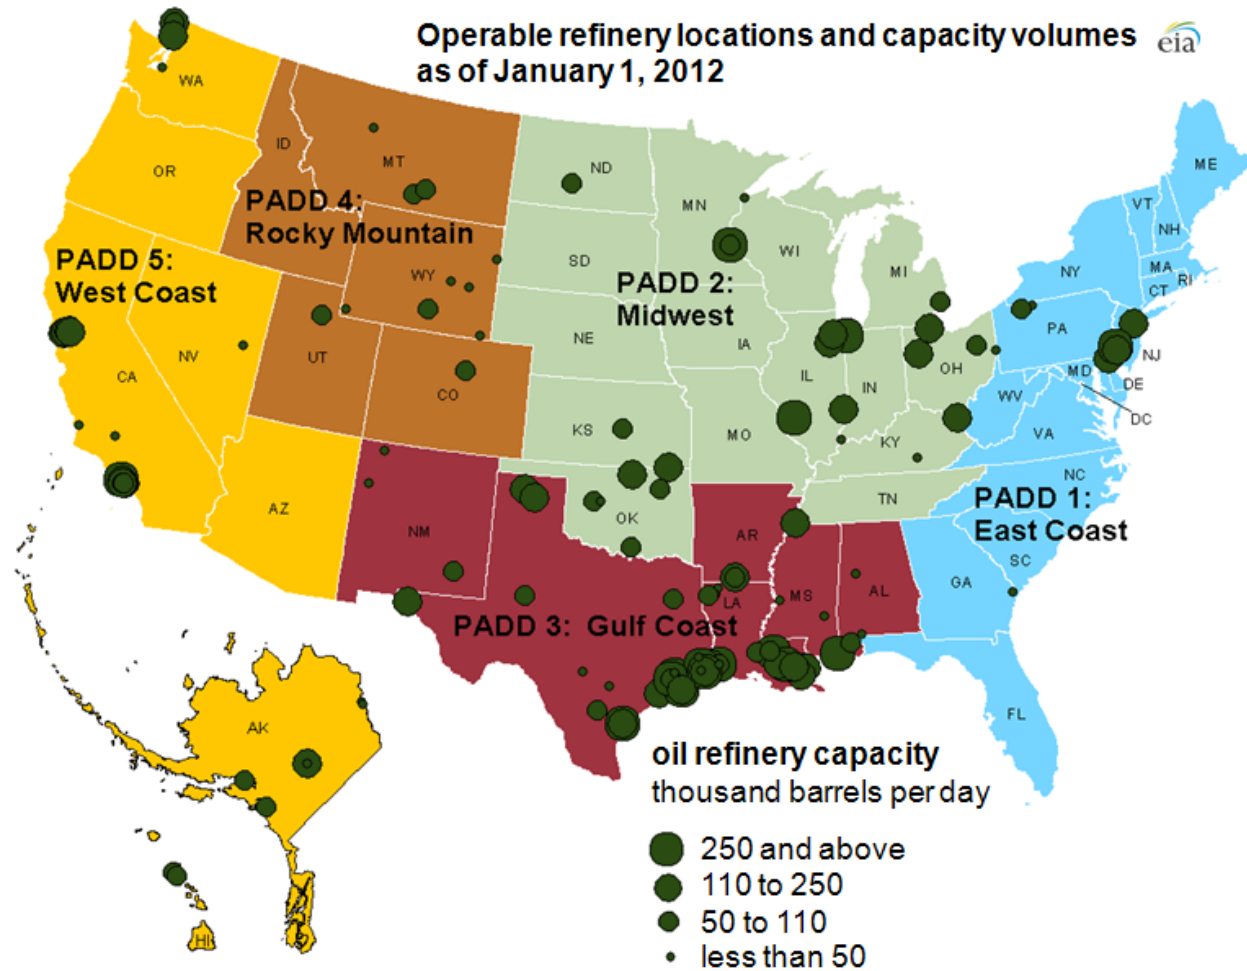 Operable refinery locations and capacity volumes
as of January 1, 2012
eia
WA
OR
ID
MT
ND
MN
WI
MI
ME
VT
NH
NY
MA
RI
CT
PADD 4:
Rocky Mountain
PADD 5:
West Coast
WY
SD
PADD 2:
Midwest
NE
IA
PA
NJ
NV
UT
CA
CO
IL
IN
OH
MD
DE
WV
DC
KS
MO
KY
VA
NC
TN
PADD 1:
East Coast
AZ
NM
OK
AR
SC
GA
AL
MS
LA
PADD 3: Gulf Coast
FL
AK
HI
oil refinery capacity
thousand barrels per day
250 and above
110 to 250
50 to 110
less than 50